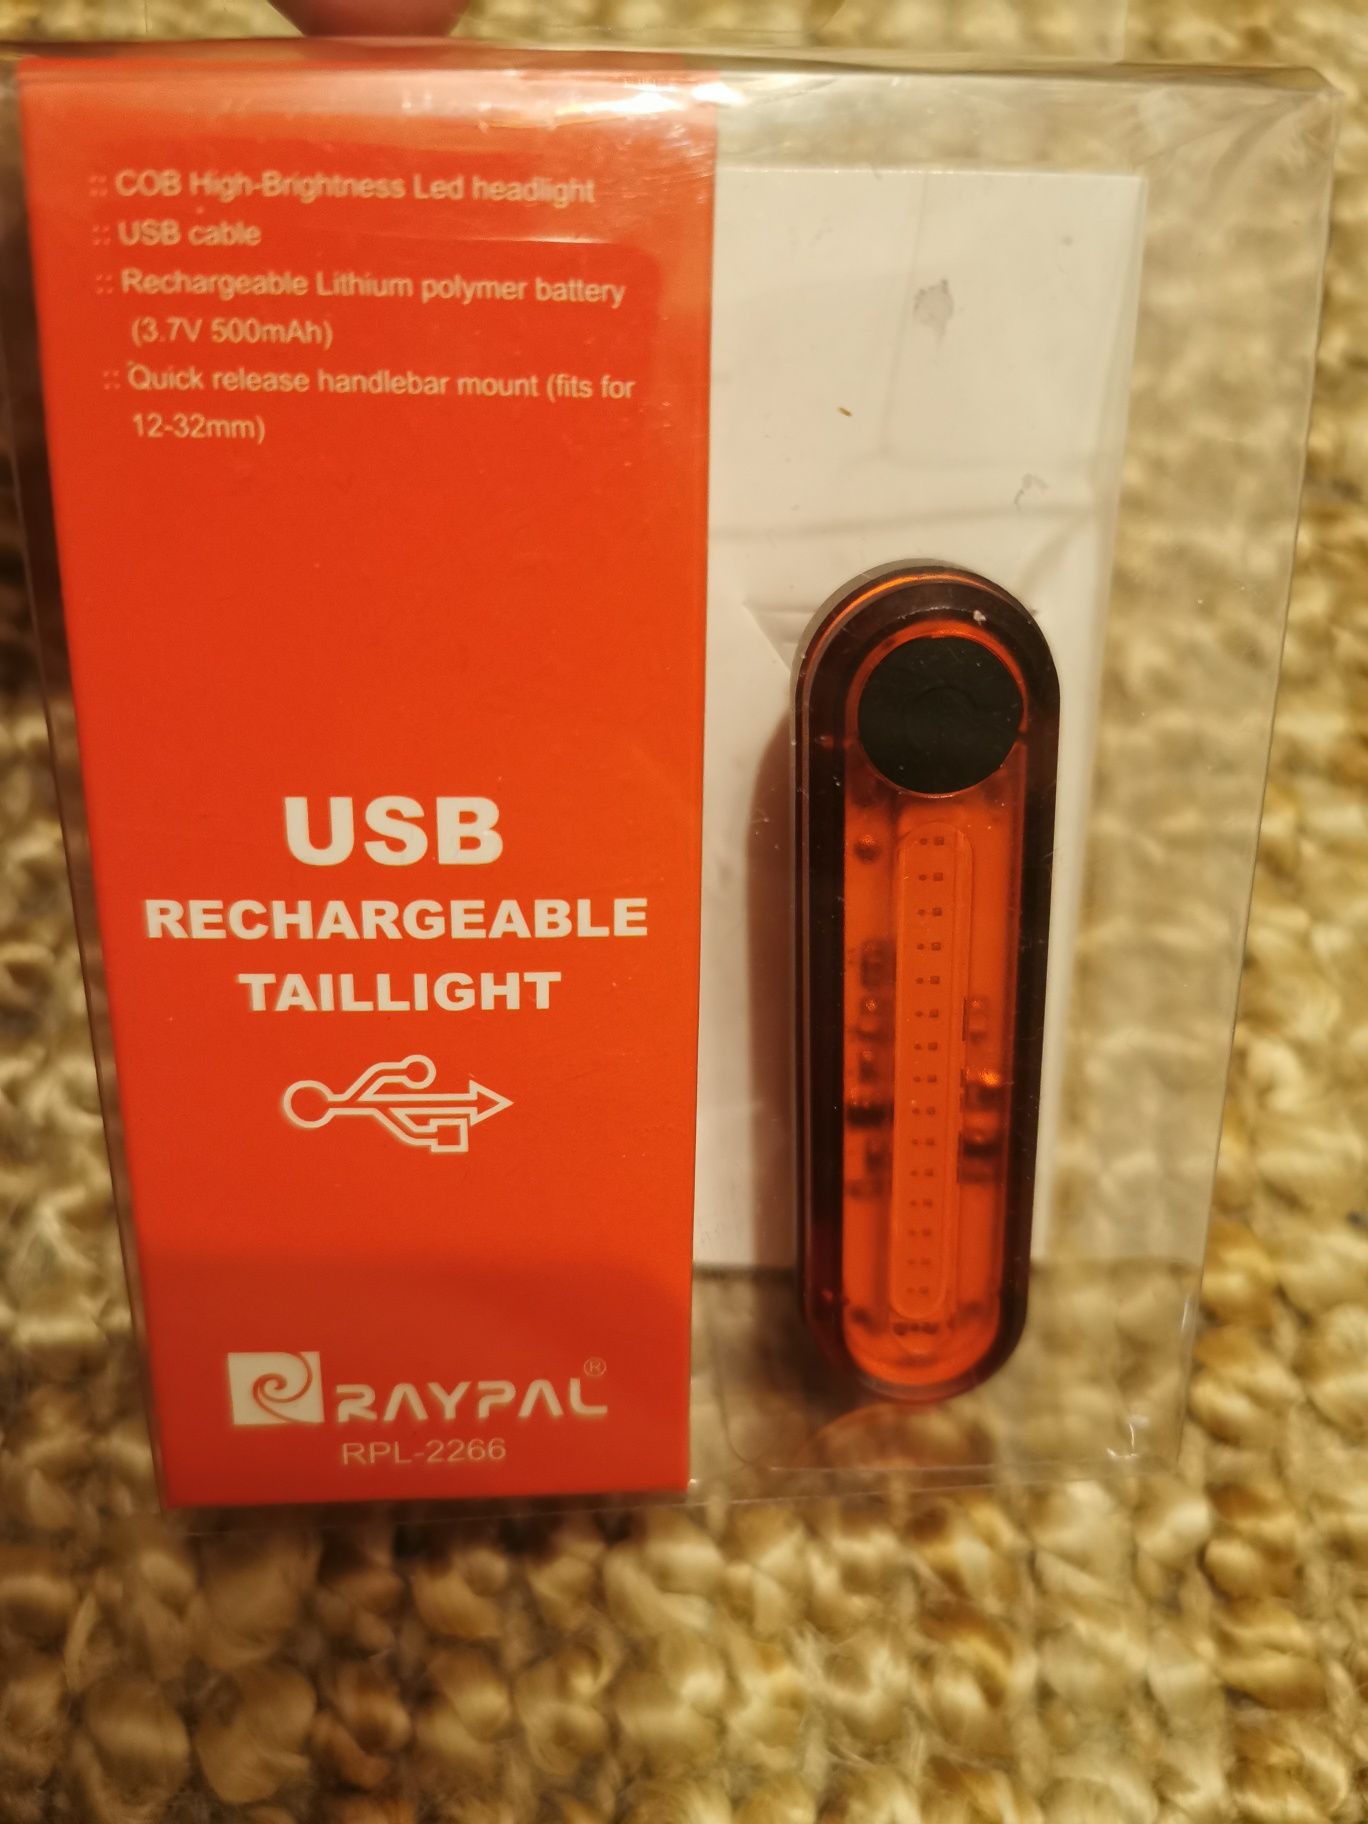 :: COB High-Brightness Led headlight
:: USB cable
:: Rechargeable Lithium polymer battery
(3.7V 500mAh)
:: Quick release handlebar mount (fits for
12-32mm)
USB
RECHARGEABLE
TAILLIGHT
RAYPAL®
RPL-2266